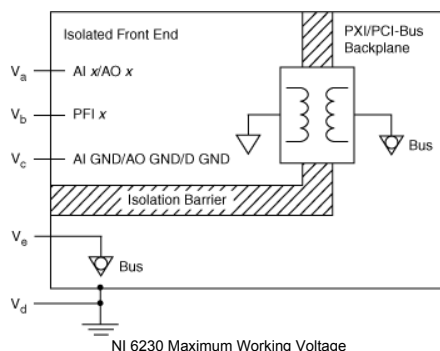 Isolated Front End
PXI/PCI-Bus
Backplane
Va
AI x/AO x
Vb
PFI x
Bus
Vc
AI GND/AO GND/D GND
Isolation Barrier
Ve
Bus
Vd
NI 6230 Maximum Working Voltage